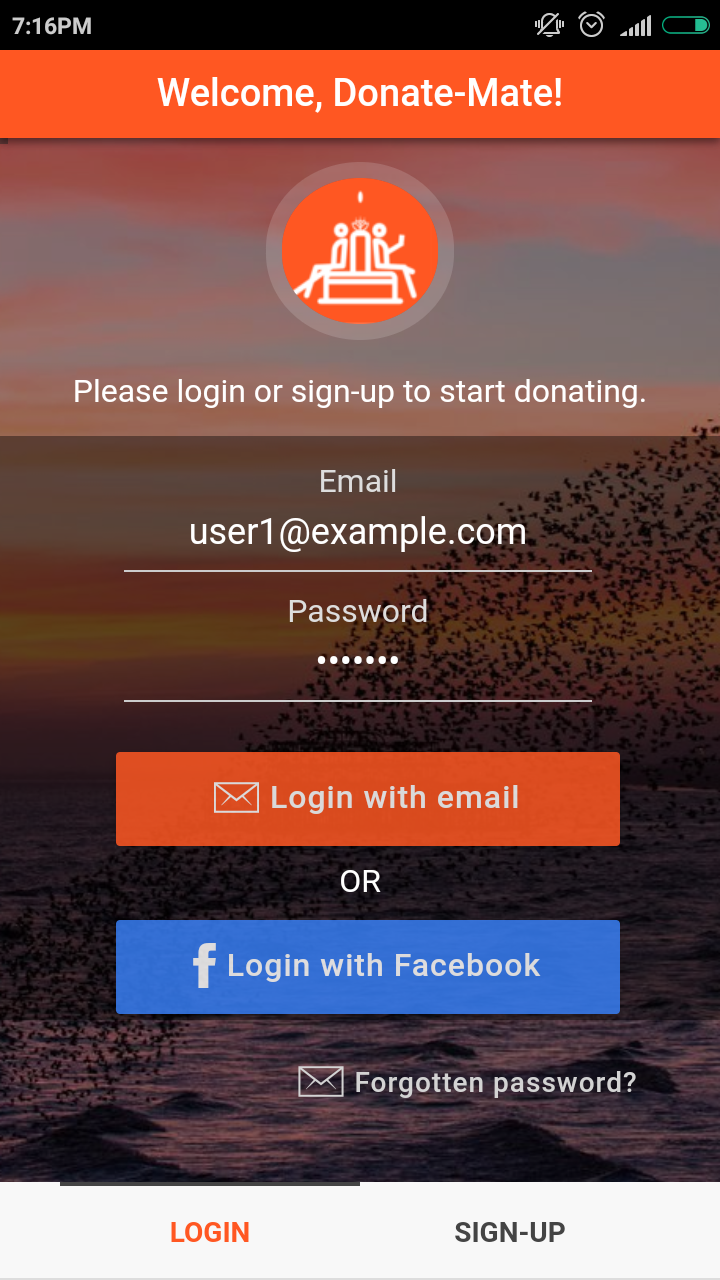 7:16PM
Welcome, Donate-Mate!
Please login or sign-up to start donating.
Email
user1@example.com
Password
•••••••
Login with email
OR
Login with Facebook
Forgotten password?
LOGIN SIGN-UP